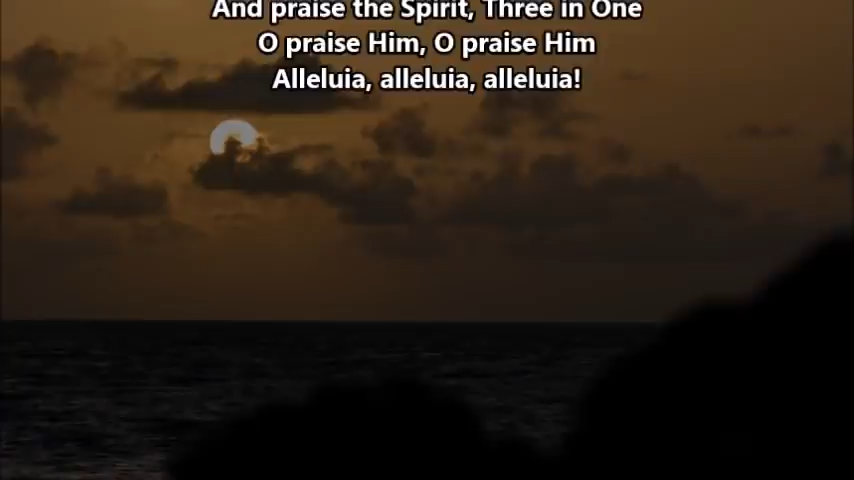 And praise the Spirit, Three in One
O praise Him, O praise Him
Alleluia, alleluia, alleluia!